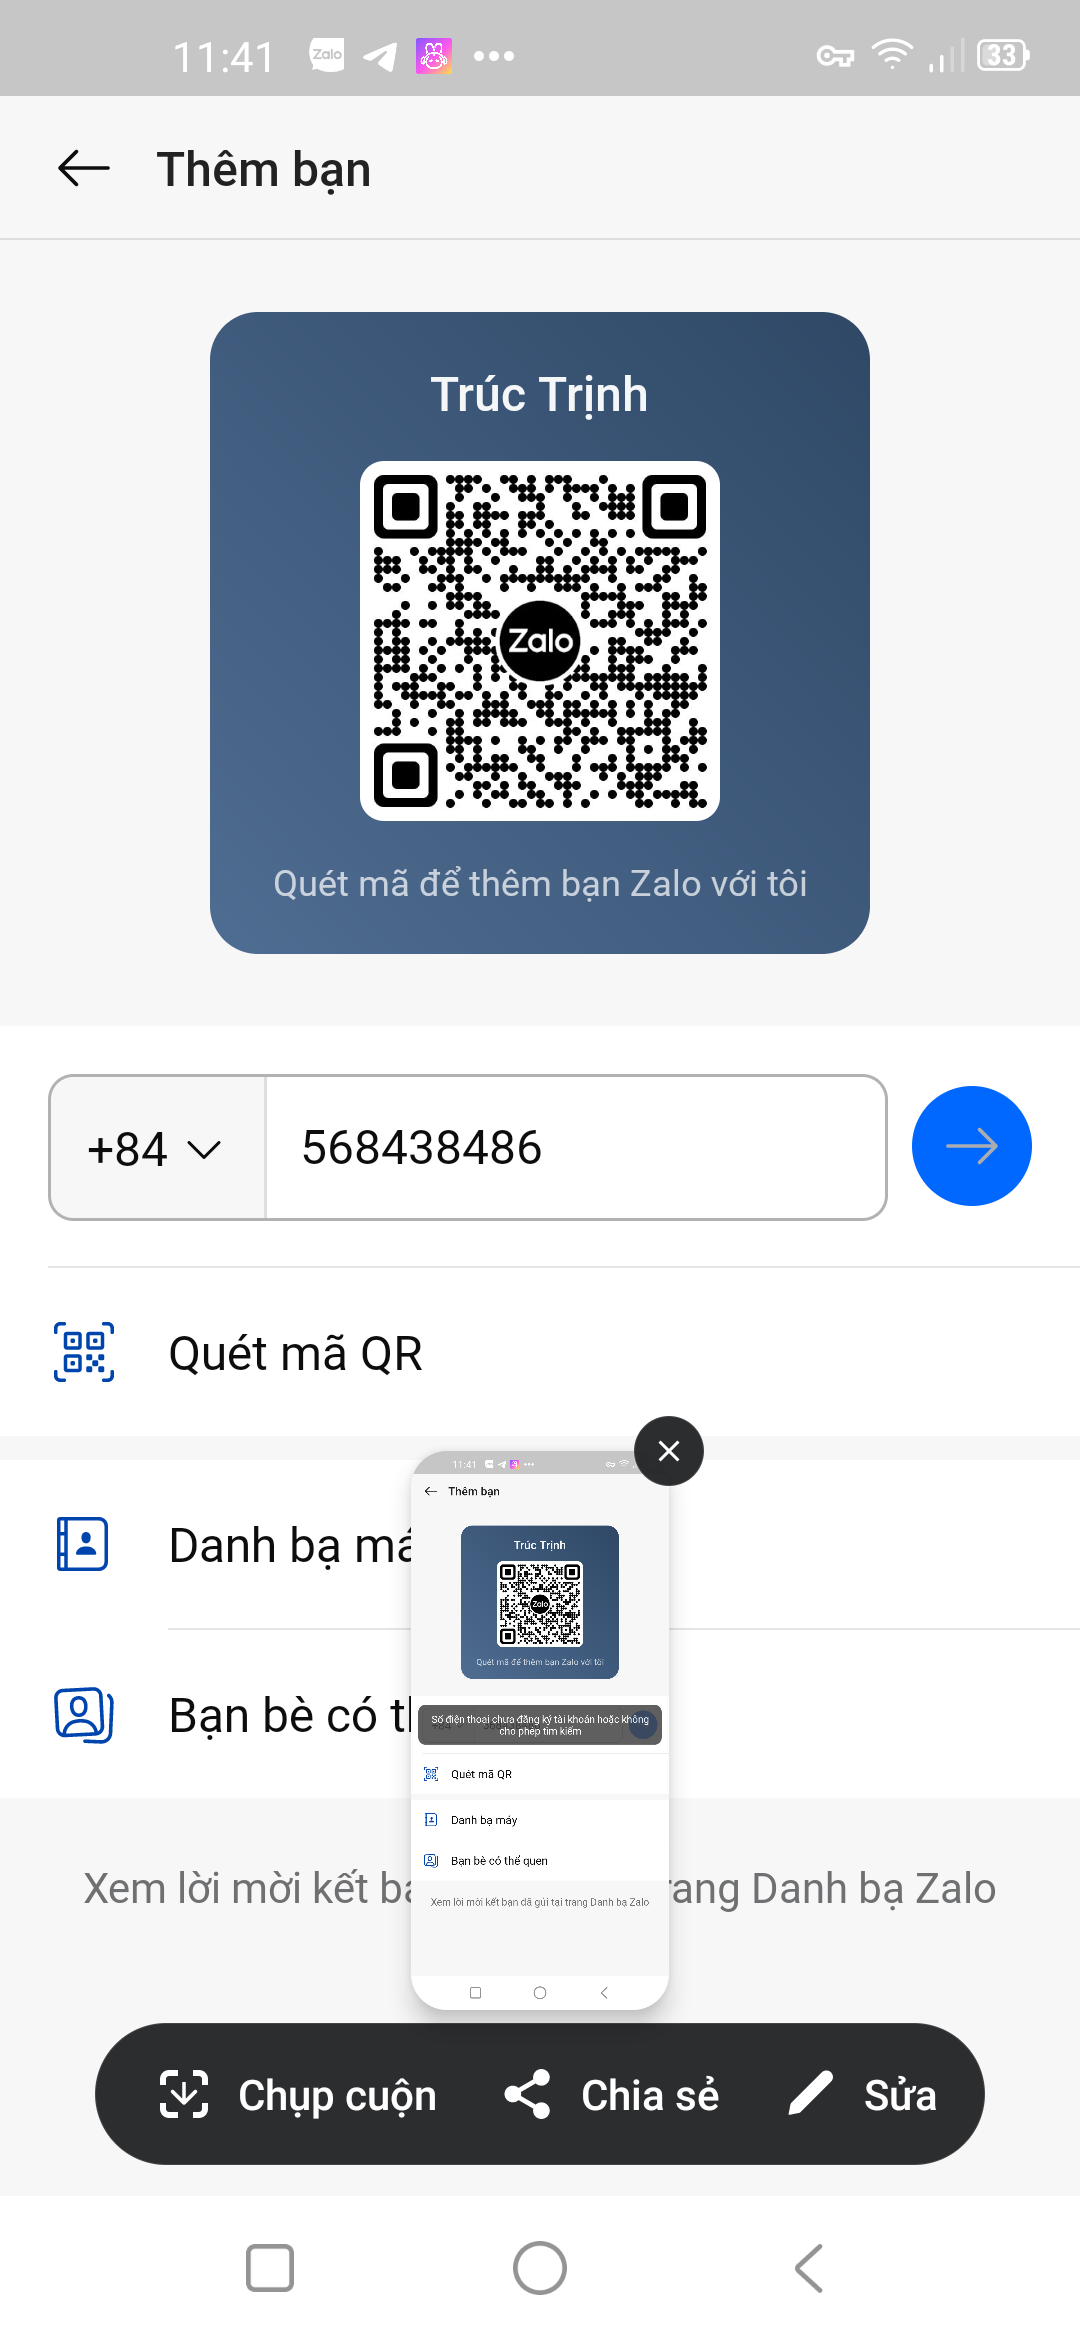 11:41
Zalo
33
Thêm bạn
Trúc Trịnh
Zalo
Quét mã để thêm bạn Zalo với tôi
+84
568438486
Quét mã QR
Danh bạ má
Bạn bè có th
Xem lời mời kết bạ
rang Danh bạ Zalo
11:41
Thêm bạn
Trúc Trịnh
Zalo
Quét mã để thêm bạn Zalo với tôi
Số điện thoại chưa đăng ký tài khoản hoặc không
cho phép tìm kiếm
Quét mã QR
Danh bạ máy
Bạn bè có thể quen
Xem lời mời kết bạn đã gửi tại trang Danh bạ Zalo
Chụp cuộn
Chia sẻ
Sửa